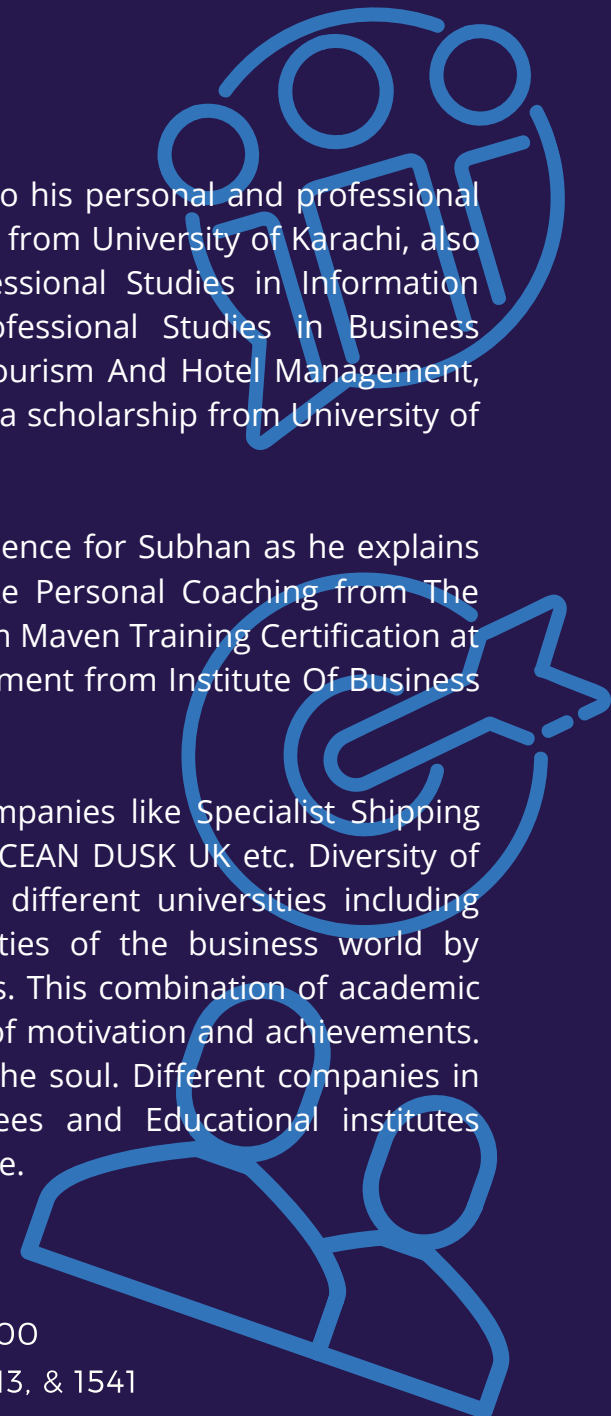 o his personal and professional
from University of Karachi, also
essional Studies in Information
ofessional Studies in Business
ourism And Hotel Management,
a scholarship from University of
ence for Subhan as he explains
e Personal Coaching from The
n Maven Training Certification at
ment from Institute Of Business
mpanies like Specialist Shipping
CEAN DUSK UK etc. Diversity of
different universities including
ties of the business world by
s. This combination of academic
of motivation and achievements.
he soul. Different companies in
ees and Educational institutes
e.
00
13, & 1541